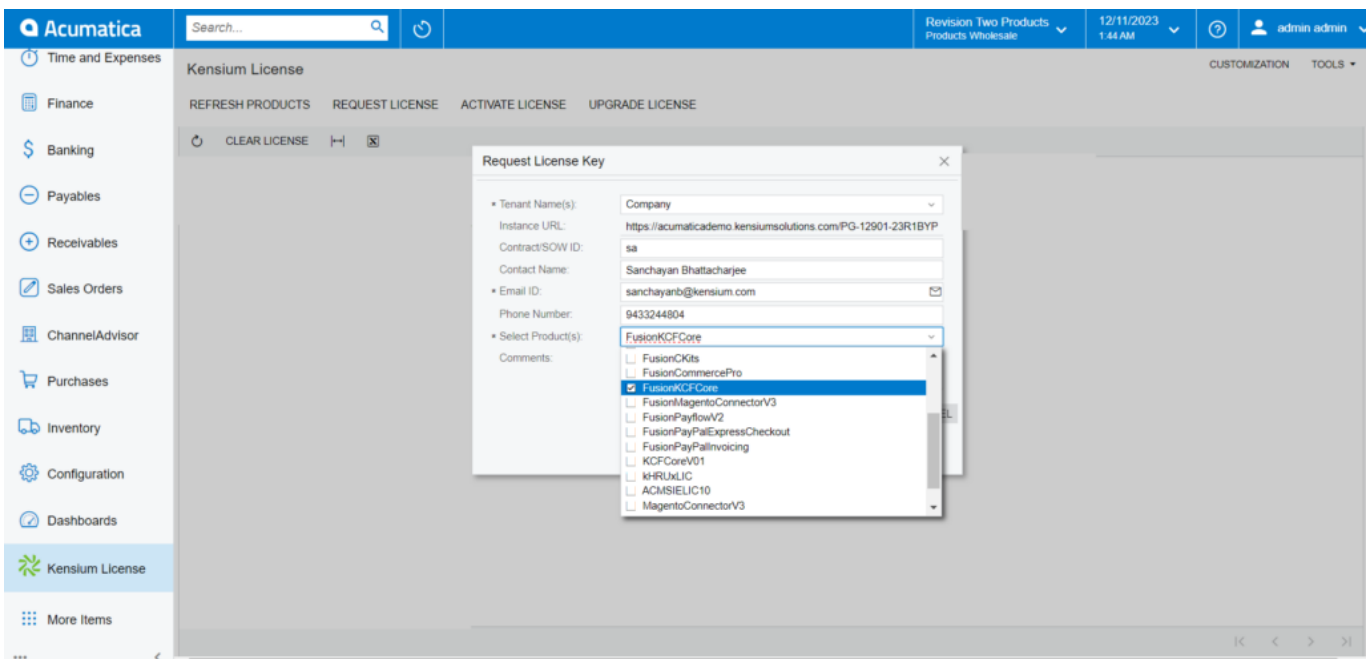 Acumatica
Search...
Revision Two Products
Products Wholesale
12/11/2023
1:44 AM
admin admin
Time and Expenses
Finance
Banking
Payables
Receivables
Sales Orders
ChannelAdvisor
Purchases
Inventory
Configuration
Dashboards
Kensium License
More Items
Kensium License
CUSTOMIZATION TOOLS
REFRESH PRODUCTS REQUEST LICENSE ACTIVATE LICENSE UPGRADE LICENSE
CLEAR LICENSE
Request License Key
* Tenant Name(s): Company
Instance URL: https://acumaticademo.kensiumsolutions.com/PG-12901-23R1BYP
Contract/SOW ID: sa
Contact Name: Sanchayan Bhattacharjee
* Email ID: sanchayanb@kensium.com
Phone Number: 9433244804
* Select Product(s): FusionKCFCore
Comments:
FusionCKits
FusionCommercePro
FusionKCFCore
FusionMagentoConnectorV3
FusionPayflowV2
FusionPayPalExpressCheckout
FusionPayPalInvoicing
KCFCoreV01
kHRUxLIC
ACMSIELIC10
MagentoConnectorV3